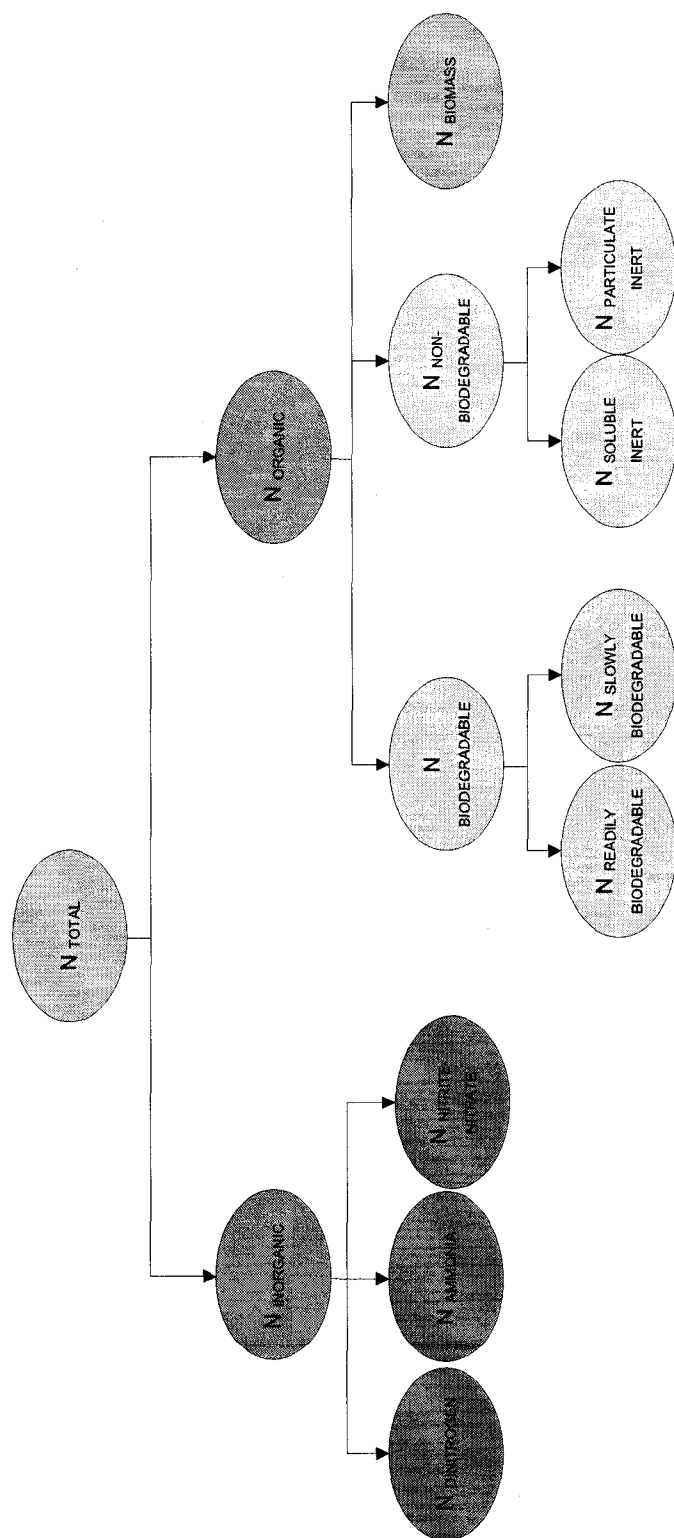 N TOTAL
N INORGANIC
N ORGANIC
N DINITROGEN
N AMMONIA
N NITRITE-
NITRATE
N
BIODEGRADABLE
N NON-
BIODEGRADABLE
N BIOMASS
N READILY
BIODEGRADABLE
N SLOWLY
BIODEGRADABLE
N SOLUBLE
INERT
N PARTICULATE
INERT